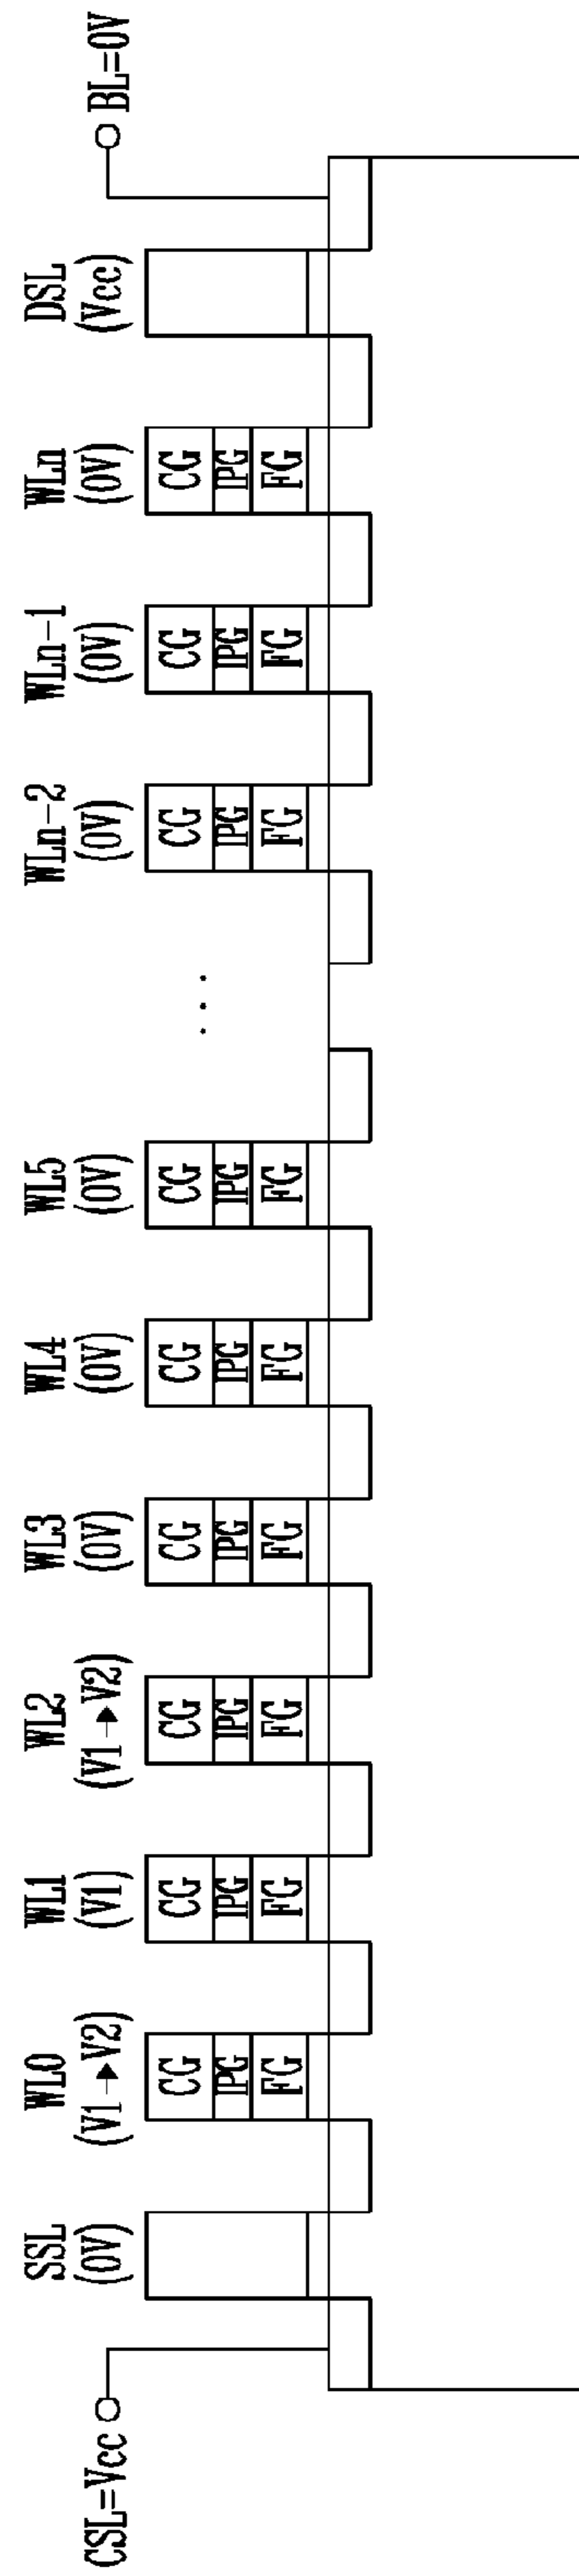 CSL=Vcc
SSL
(0V)
WL0
(V1→V2)
WL1
(V1)
WL2
(V1→V2)
WL3
(0V)
WL4
(0V)
WL5
(0V)
...
WLn-2
(0V)
WLn-1
(0V)
WLn
(0V)
DSL
(Vcc)
BL=0V
CG
IPG
FG
CG
IPG
FG
CG
IPG
FG
CG
IPG
FG
CG
IPG
FG
CG
IPG
FG
CG
IPG
FG
CG
IPG
FG
CG
IPG
FG